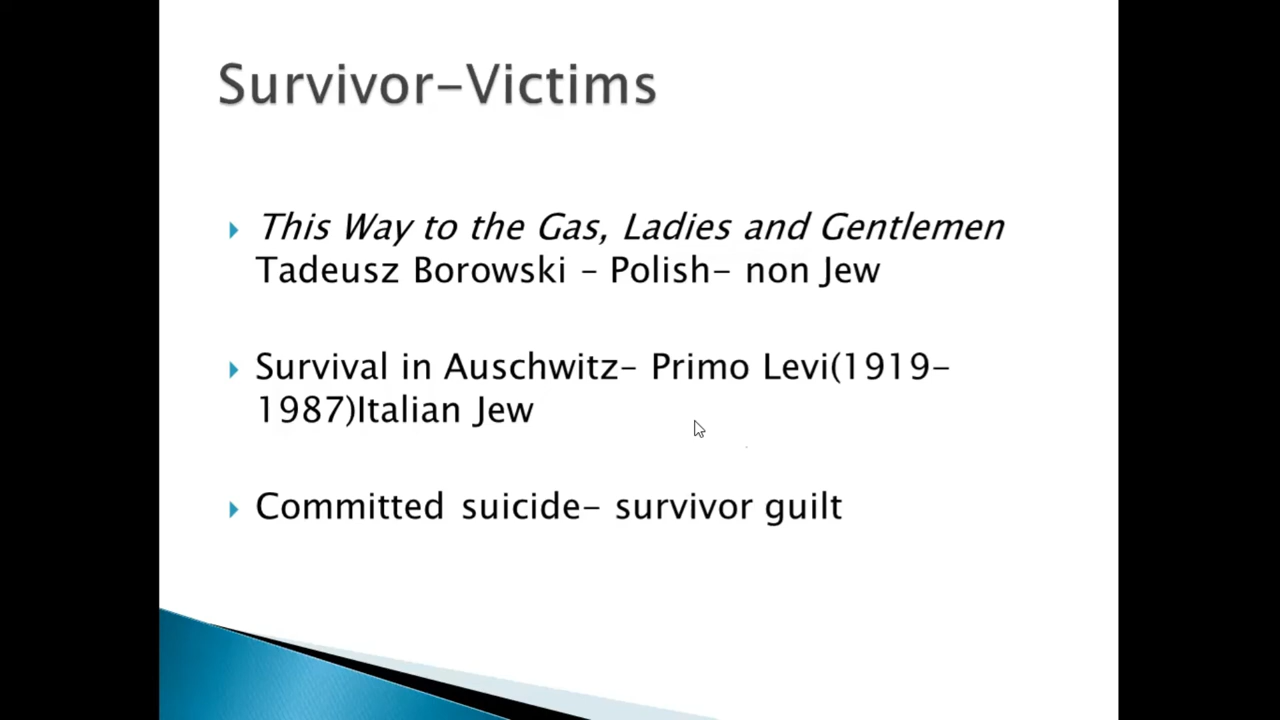 Survivor-Victims
This Way to the Gas, Ladies and Gentlemen
Tadeusz Borowski – Polish- non Jew
Survival in Auschwitz- Primo Levi(1919-
1987)Italian Jew
Committed suicide- survivor guilt